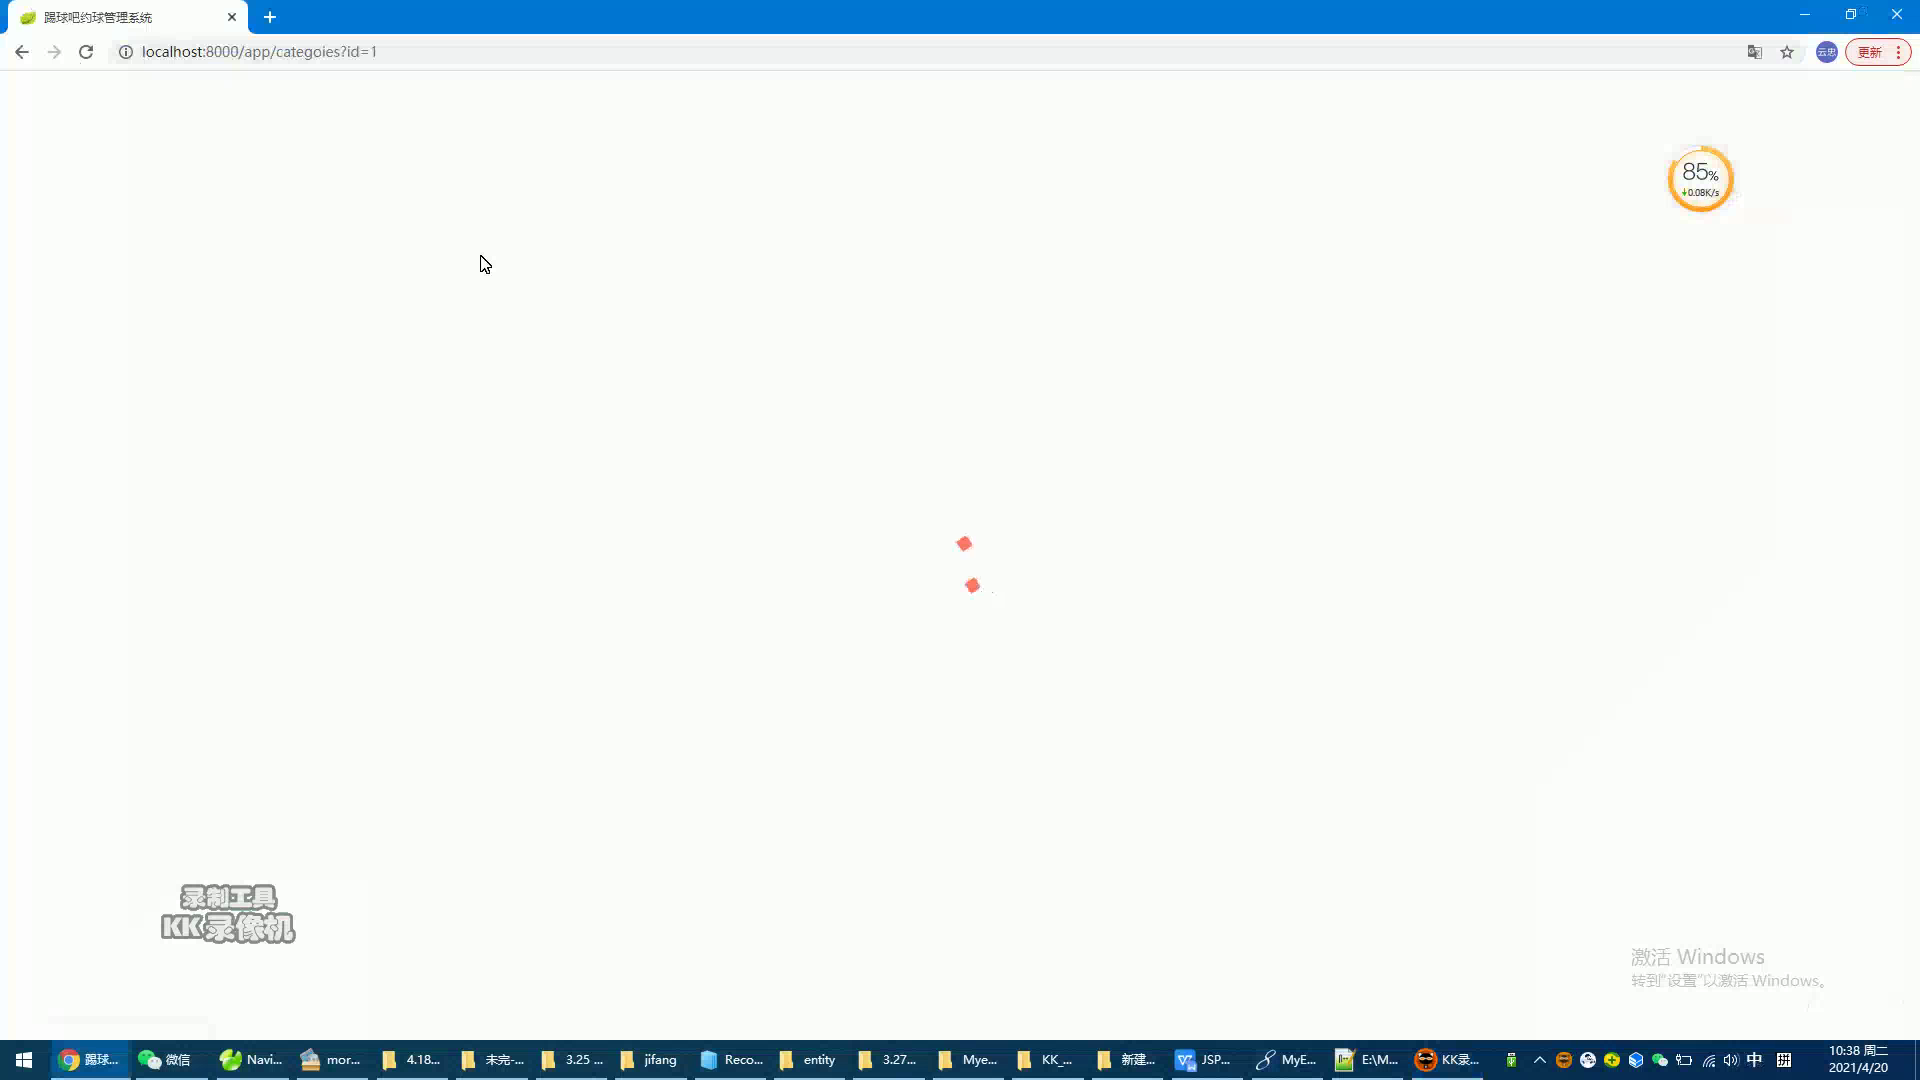 踢球吧约球管理系统
localhost:8000/app/categoies?id=1
云忠
更新
85%
0.08K/s
录制工具
KK录像机
激活 Windows
转到"设置"以激活 Windows。
踢球...
微信
Navi...
mor...
4.18...
未完-...
3.25 ...
jifang
Reco...
entity
3.27...
Mye...
KK_...
新建...
JSP...
MyE...
E:\M...
KK录...
中
拼
10:38 周二
2021/4/20